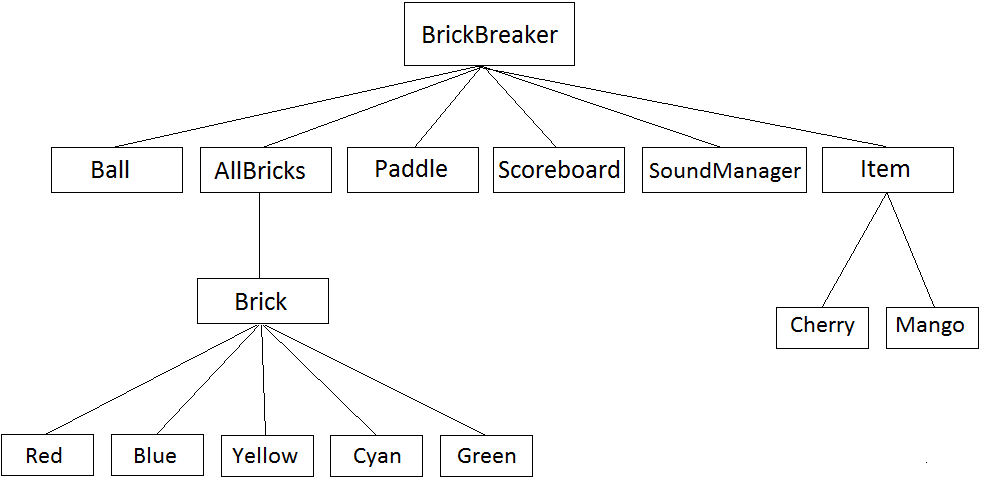 BrickBreaker
Ball
AllBricks
Paddle
Scoreboard
SoundManager
Item
Brick
Cherry
Mango
Red
Blue
Yellow
Cyan
Green